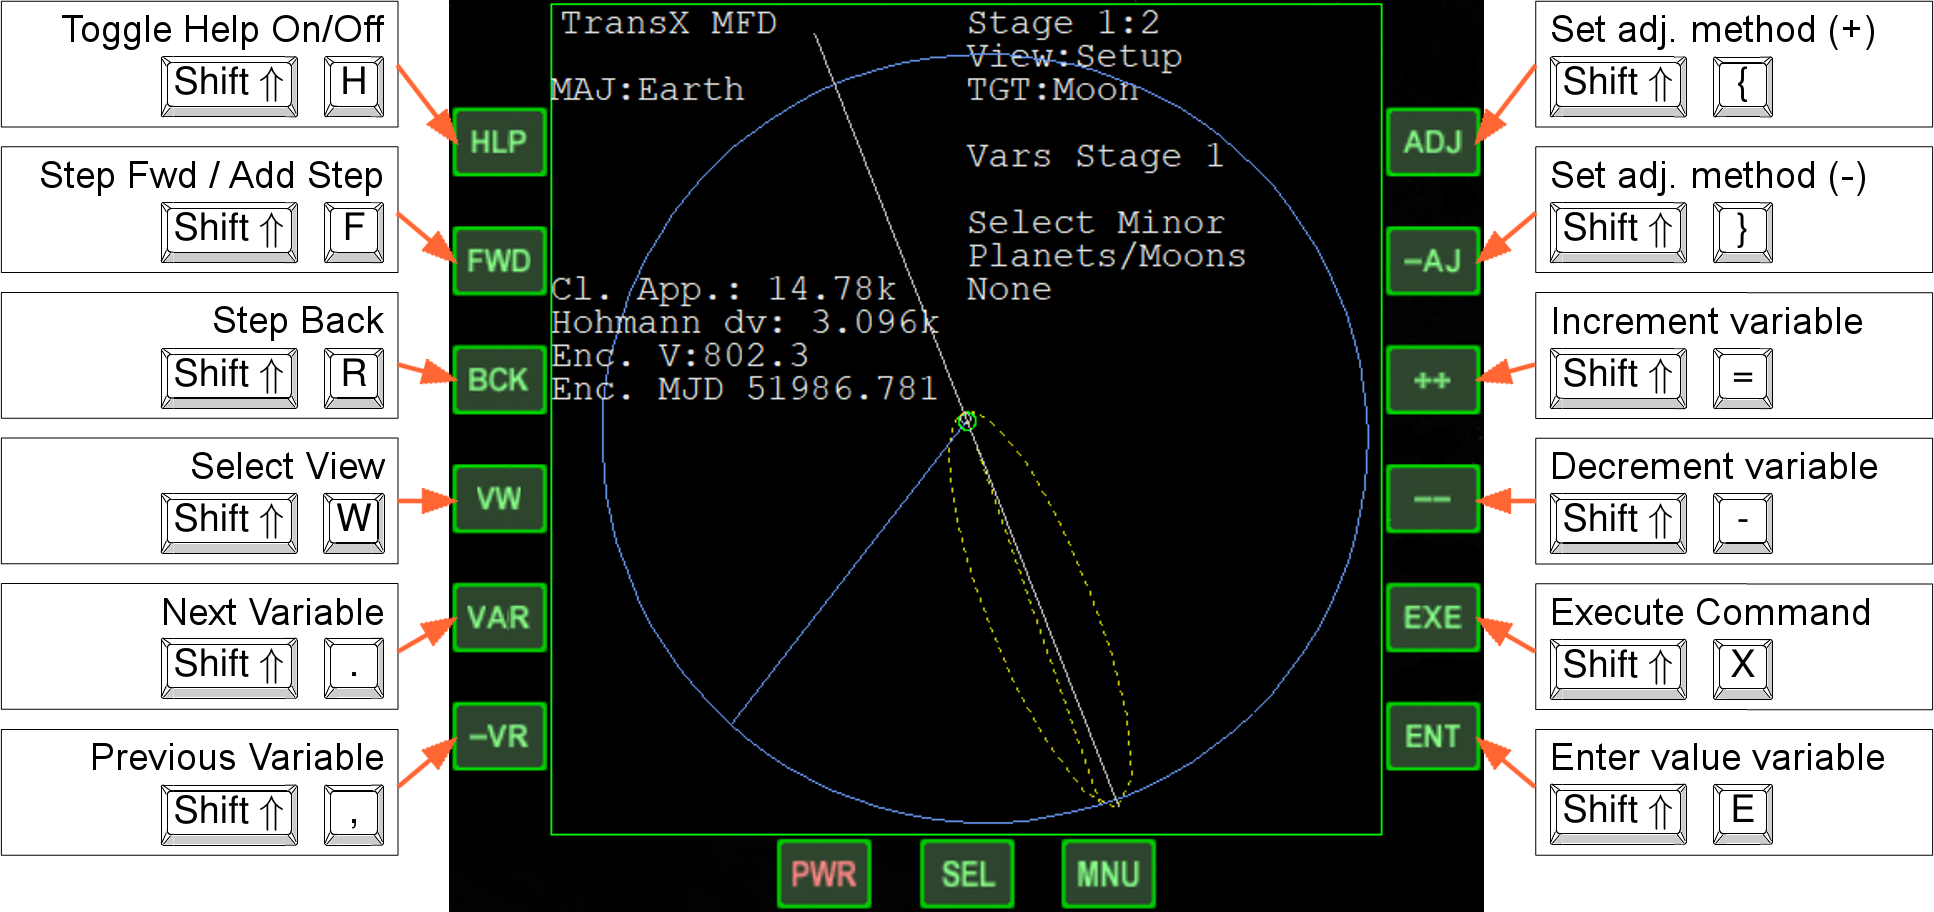 Toggle Help On/Off
Shift ⇑ H
Step Fwd / Add Step
Shift ⇑ F
Step Back
Shift ⇑ R
Select View
Shift ⇑ W
Next Variable
Shift ⇑ .
Previous Variable
Shift ⇑ ,
HLP
FWD
BCK
VW
VAR
-VR
TransX MFD
Stage 1:2
View:Setup
MAJ:Earth
TGT:Moon
Vars Stage 1
Select Minor
Planets/Moons
None
Cl. App.: 14.78k
Hohmann dv: 3.096k
Enc. V:802.3
Enc. MJD 51986.781
PWR
SEL
MNU
ADJ
-AJ
++
--
EXE
ENT
Set adj. method (+)
Shift ⇑ {
Set adj. method (-)
Shift ⇑ }
Increment variable
Shift ⇑ =
Decrement variable
Shift ⇑ -
Execute Command
Shift ⇑ X
Enter value variable
Shift ⇑ E